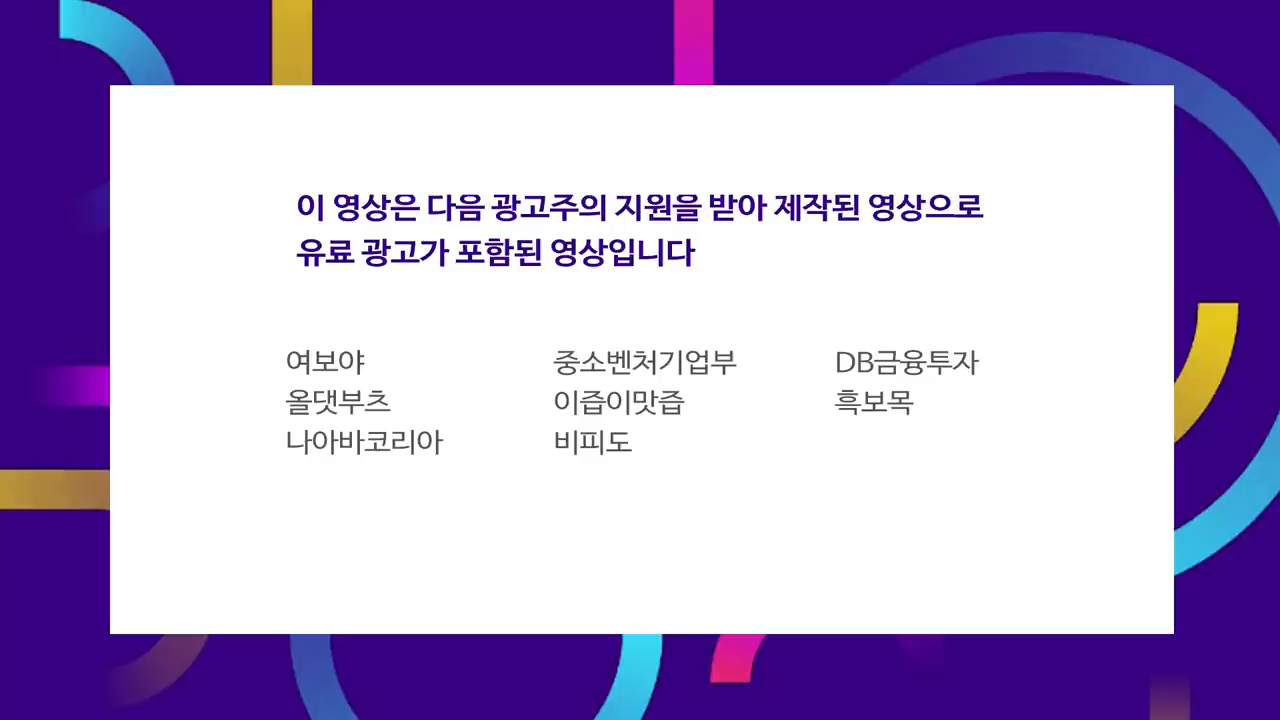 이 영상은 다음 광고주의 지원을 받아 제작된 영상으로
유료 광고가 포함된 영상입니다
여보야 중소벤처기업부 DB금융투자
올댓부츠 이즙이맛즙 흑보목
나아바코리아 비피도